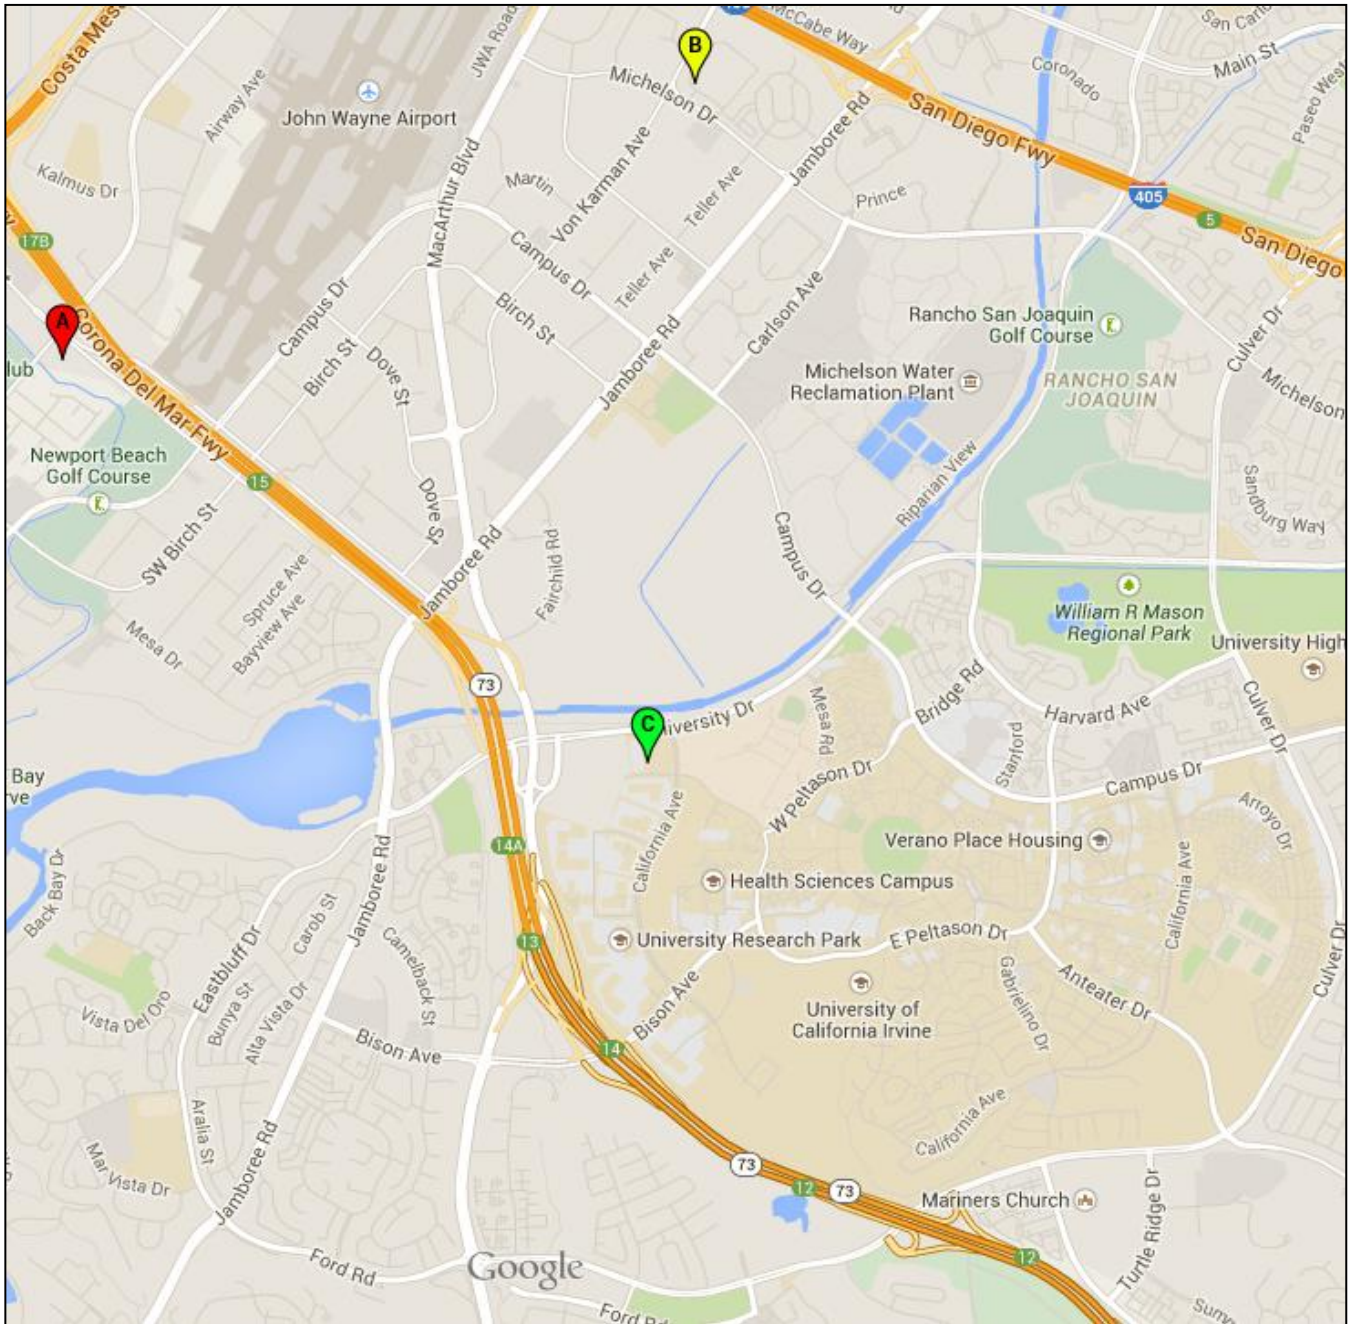 Costa Mesa
JWA Road
McCabe Way
San Carlo
Main St
Coronado
Paseo West
B
Michelson Dr
Airway Ave
John Wayne Airport
San Diego Fwy
Jamboree Rd
405
5
San Diego
Kalmus Dr
MacArthur Blvd
Martin
Von Karman Ave
Teller Ave
Prince
17B
Campus Dr
Teller Ave
A
Corona Del Mar Fwy
Campus Dr
Birch St
Carlson Ave
Rancho San Joaquin
Golf Course
Culver Dr
lub
Birch St
Dove St
Jamboree Rd
Michelson Water
Reclamation Plant
RANCHO SAN
JOAQUIN
Michelson
Newport Beach
Golf Course
15
Dove St
Riparian View
Sandburg Way
SW Birch St
Jamboree Rd
Fairchild Rd
Campus Dr
Spruce Ave
Bayview Ave
Mesa Dr
William R Mason
Regional Park
University High
73
Mesa Rd
Bridge Rd
Harvard Ave
Culver Dr
C
University Dr
Stanford
Bay
rve
W Peltason Dr
Campus Dr
Arroyo Dr
14A
California Ave
Verano Place Housing
Back Bay Dr
Jamboree Rd
Health Sciences Campus
California Ave
Carob St
Camelback St
13
University Research Park
E Peltason Dr
Eastbluff Dr
Culver Dr
Vista Del Oro
Bunya St
Alta Vista Dr
Bison Ave
University of
California Irvine
Gabrielino Dr
Anteater Dr
Bison Ave
14
Aralia St
California Ave
Mar Vista Dr
Jamboree Rd
73
12
73
Mariners Church
Turtle Ridge Dr
Ford Rd
Google
12
Ford Rd